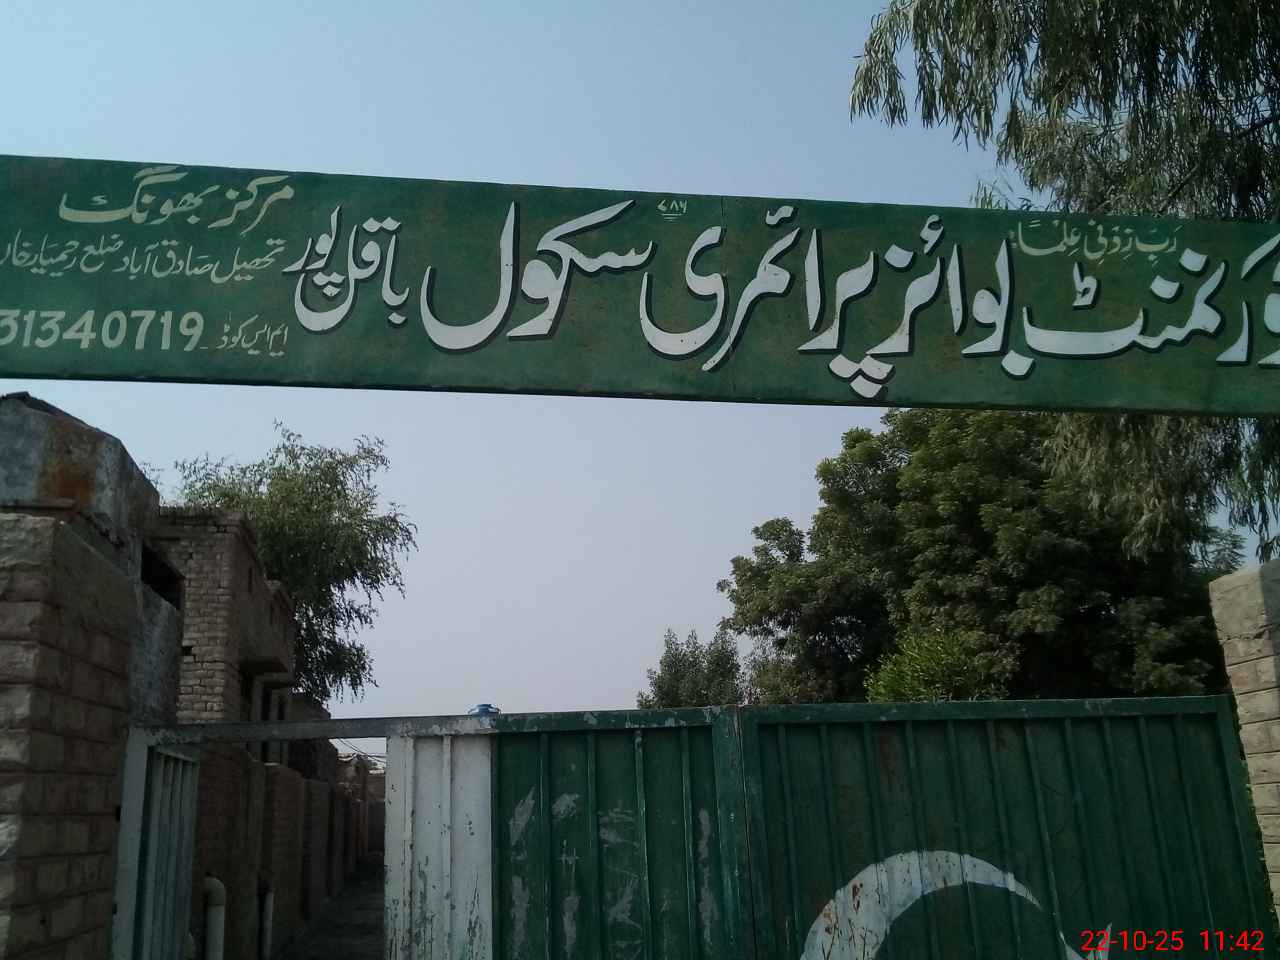 ۷۸۶
رَبِّ زِدْنِی عِلْمًا
گورنمنٹ بوائز پرائمری سکول باقل پور
مرکز بھونگ
تحصیل صادق آباد ضلع رحیمیار خان
ایم ایس کوڈ 31340719
22-10-25 11:42